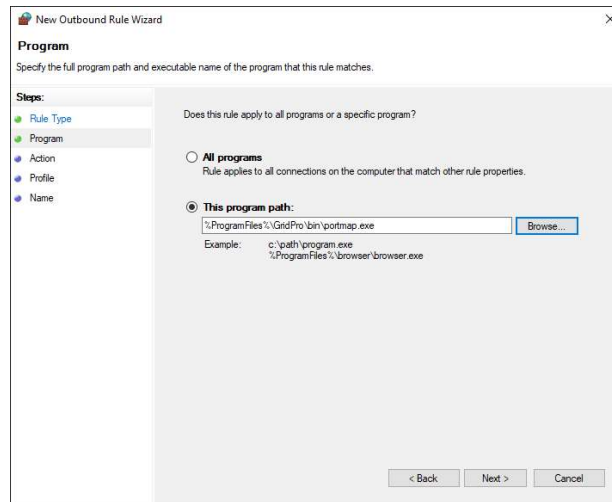 New Outbound Rule Wizard
Program
Specify the full program path and executable name of the program that this rule matches.
Steps:
Rule Type
Program
Action
Profile
Name
Does this rule apply to all programs or a specific program?
All programs
Rule applies to all connections on the computer that match other rule properties.
This program path:
%ProgramFiles%\GridPro\bin\portmap.exe
Browse...
Example: c:\path\program.exe
%ProgramFiles%\browser\browser.exe
< Back Next > Cancel